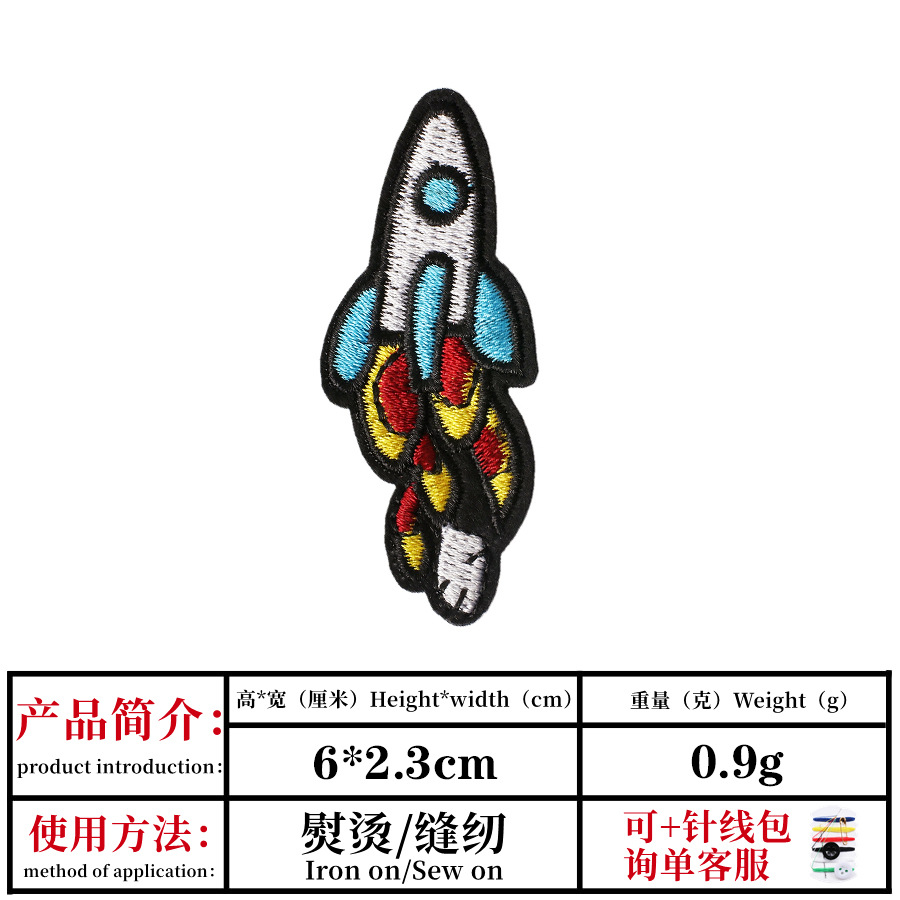 产品简介：
product introduction：
高*宽（厘米）Height*width（cm）
重量（克）Weight（g）
6*2.3cm
0.9g
使用方法：
method of application：
熨烫/缝纫
Iron on/Sew on
可+针线包
询单客服